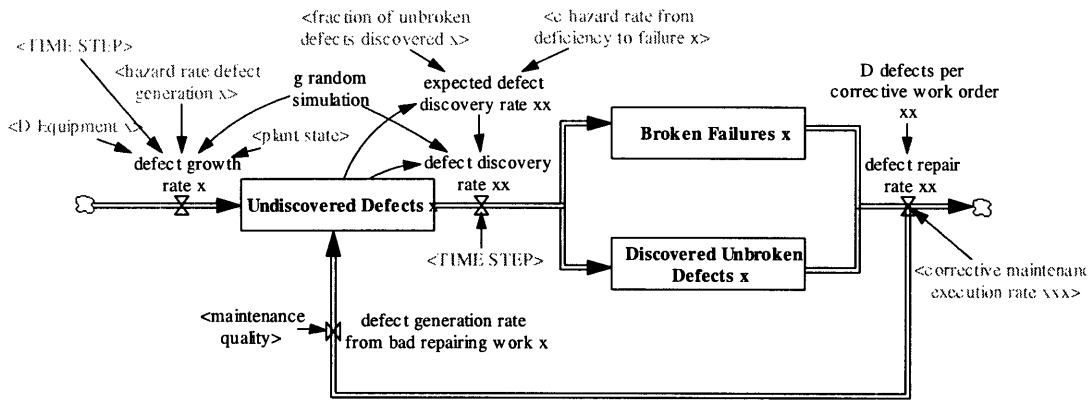 <fraction of unbroken
defects discovered x>
<c hazard rate from
deficiency to failure x>
<TIME STEP>
<hazard rate defect
generation x>
g random
simulation
expected defect
discovery rate xx
D defects per
corrective work order
xx
<D Equipment x>
<plant state>
defect growth
rate x
defect discovery
rate xx
Broken Failures x
defect repair
rate xx
Undiscovered Defects x
<TIME STEP>
Discovered Unbroken
Defects x
<corrective maintenanc
execution rate xxx>
<maintenance
quality>
defect generation rate
from bad repairing work x